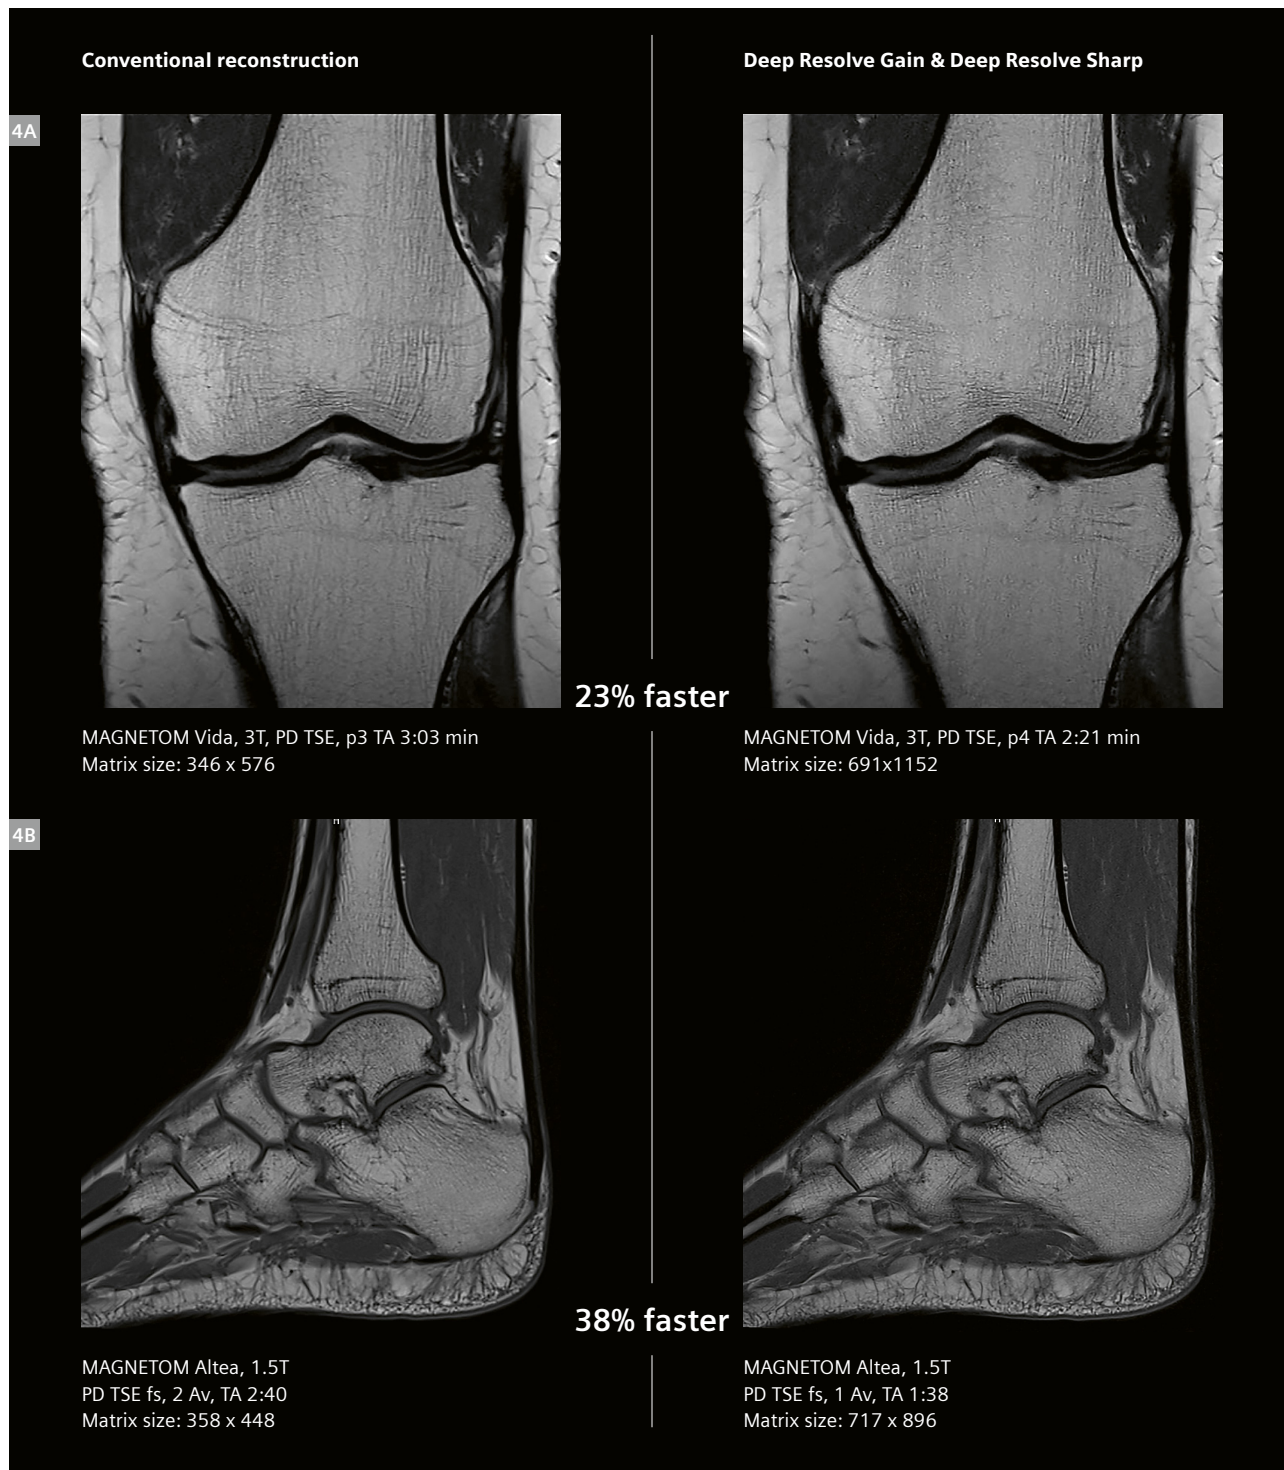 Conventional reconstruction
Deep Resolve Gain & Deep Resolve Sharp
4A
23% faster
MAGNETOM Vida, 3T, PD TSE, p3 TA 3:03 min
Matrix size: 346 x 576
MAGNETOM Vida, 3T, PD TSE, p4 TA 2:21 min
Matrix size: 691x1152
4B
H
38% faster
MAGNETOM Altea, 1.5T
PD TSE fs, 2 Av, TA 2:40
Matrix size: 358 x 448
MAGNETOM Altea, 1.5T
PD TSE fs, 1 Av, TA 1:38
Matrix size: 717 x 896